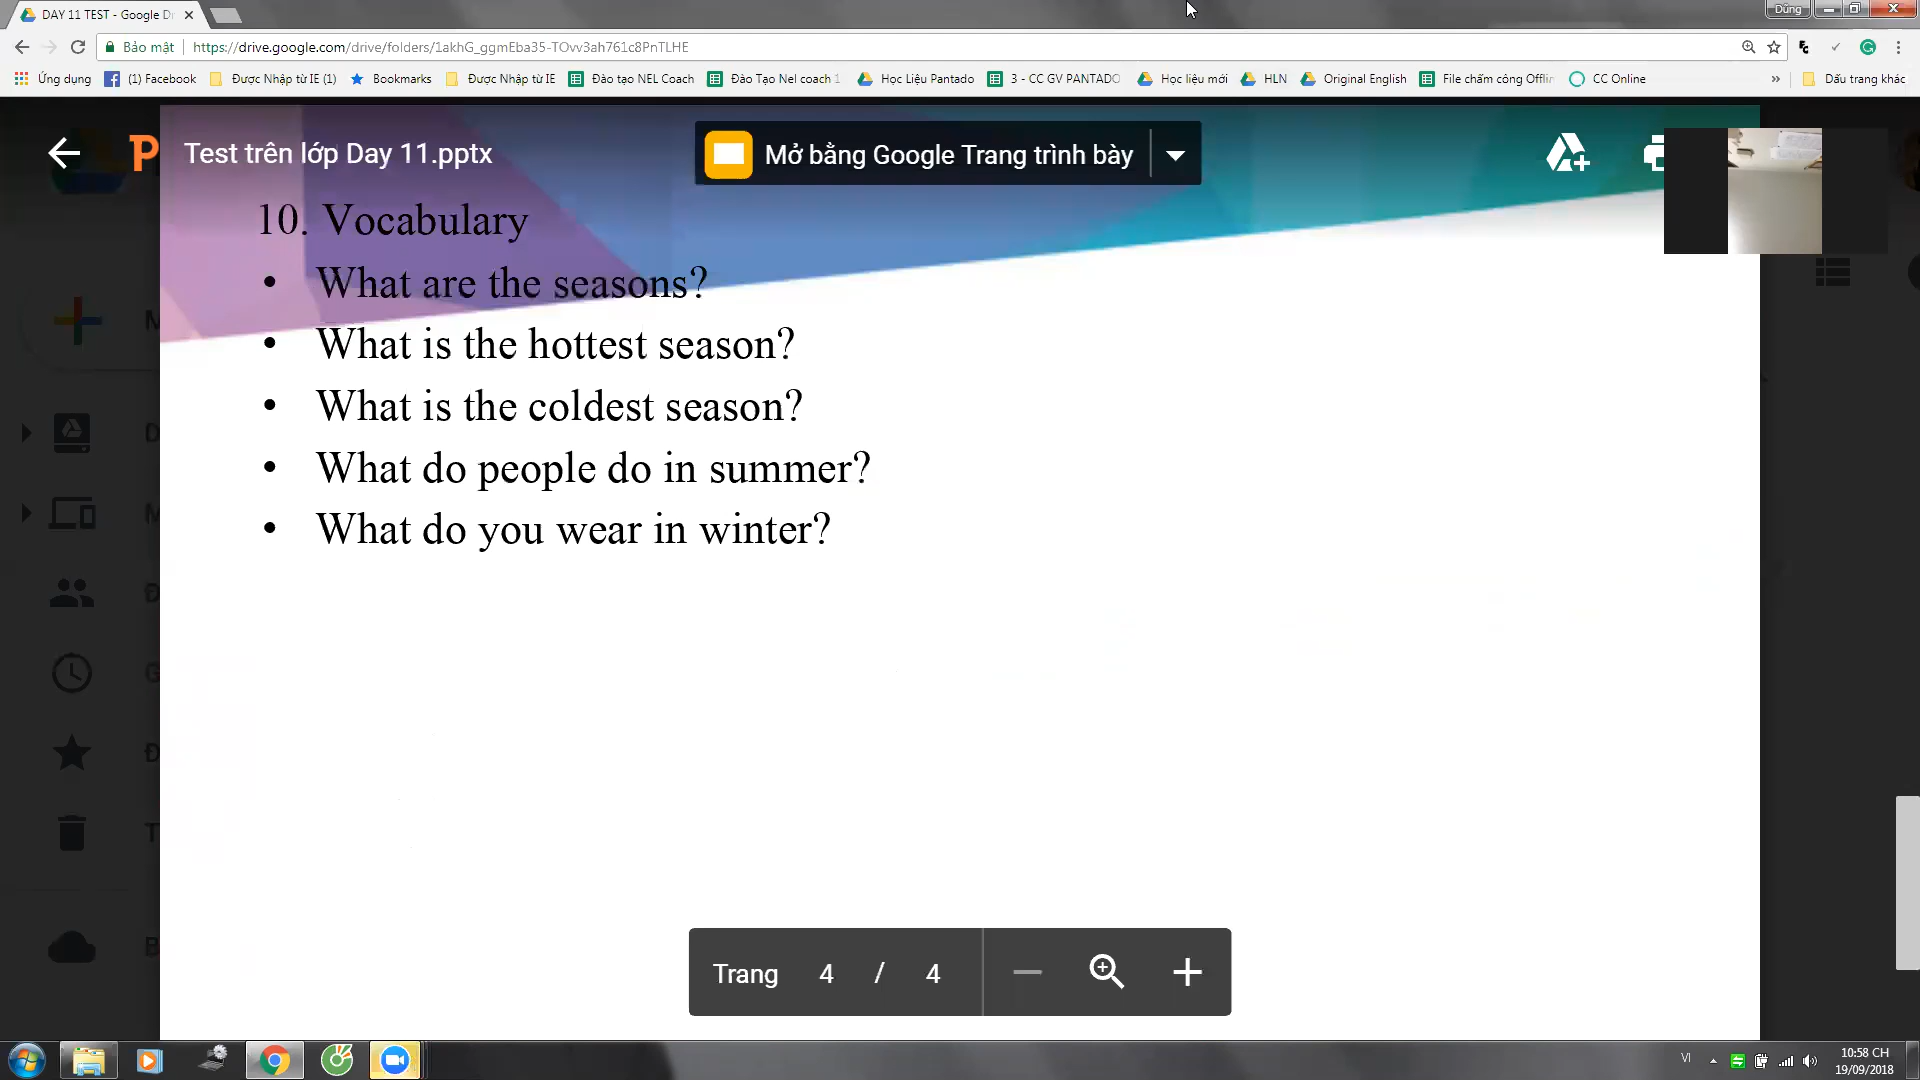 DAY 11 TEST - Google Dr
Dũng
Bảo mật
https://drive.google.com/drive/folders/1akhG_ggmEba35-TOvv3ah761c8PnTLHE
Ứng dụng
(1) Facebook
Được Nhập từ IE (1)
Bookmarks
Được Nhập từ IE
Đào tạo NEL Coach
Đào Tạo Nel coach 1
Học Liệu Pantado
3 - CC GV PANTADO
Học liệu mới
HLN
Original English
File chấm công Offlin
CC Online
»
Dấu trang khác
P
Test trên lớp Day 11.pptx
Mở bằng Google Trang trình bày
10. Vocabulary
• What are the seasons?
• What is the hottest season?
• What is the coldest season?
• What do people do in summer?
• What do you wear in winter?
Trang 4 / 4
VI
10:58 CH
19/09/2018